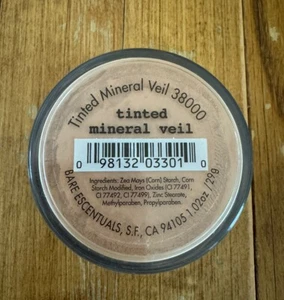 Tinted Mineral Veil 38000
tinted
mineral veil
0 98132 03301 0
Ingredients: Zea Mays (Corn) Starch, Corn
Starch Modified, Iron Oxides (CI 77491,
CI 77492, CI 77499), Zinc Stearate,
Methylparaben, Propylparaben.
BARE ESCENTUALS, S.F., CA 94105 1.02oz / 29g